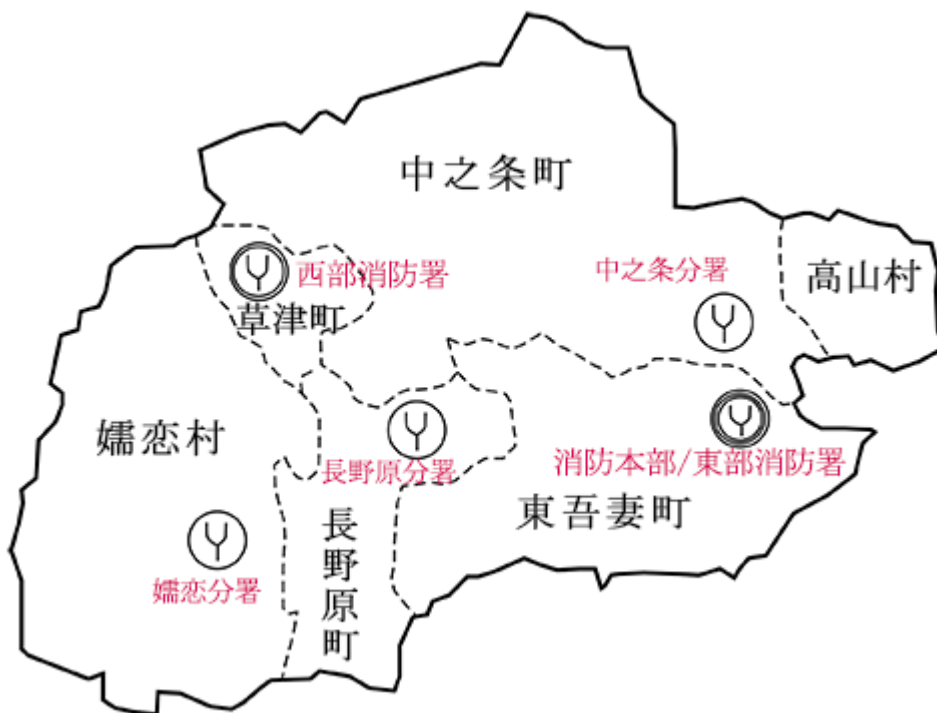 中之条町
中之条分署
高山村
西部消防署
草津町
嬬恋村
長野原分署
消防本部/東部消防署
東吾妻町
長野原町
嬬恋分署